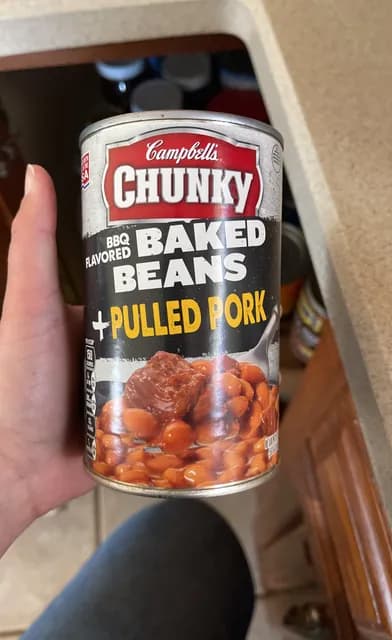 Campbell's
CHUNKY
BBQ
FLAVORED
BAKED
BEANS
+PULLED PORK